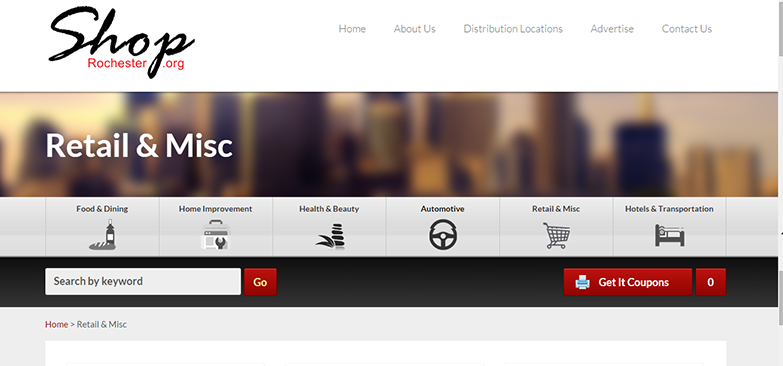 Shop
Rochester .org
Home About Us Distribution Locations Advertise Contact Us
Retail & Misc
Food & Dining Home Improvement Health & Beauty Automotive Retail & Misc Hotels & Transportation
Search by keyword Go Get It Coupons 0
Home > Retail & Misc